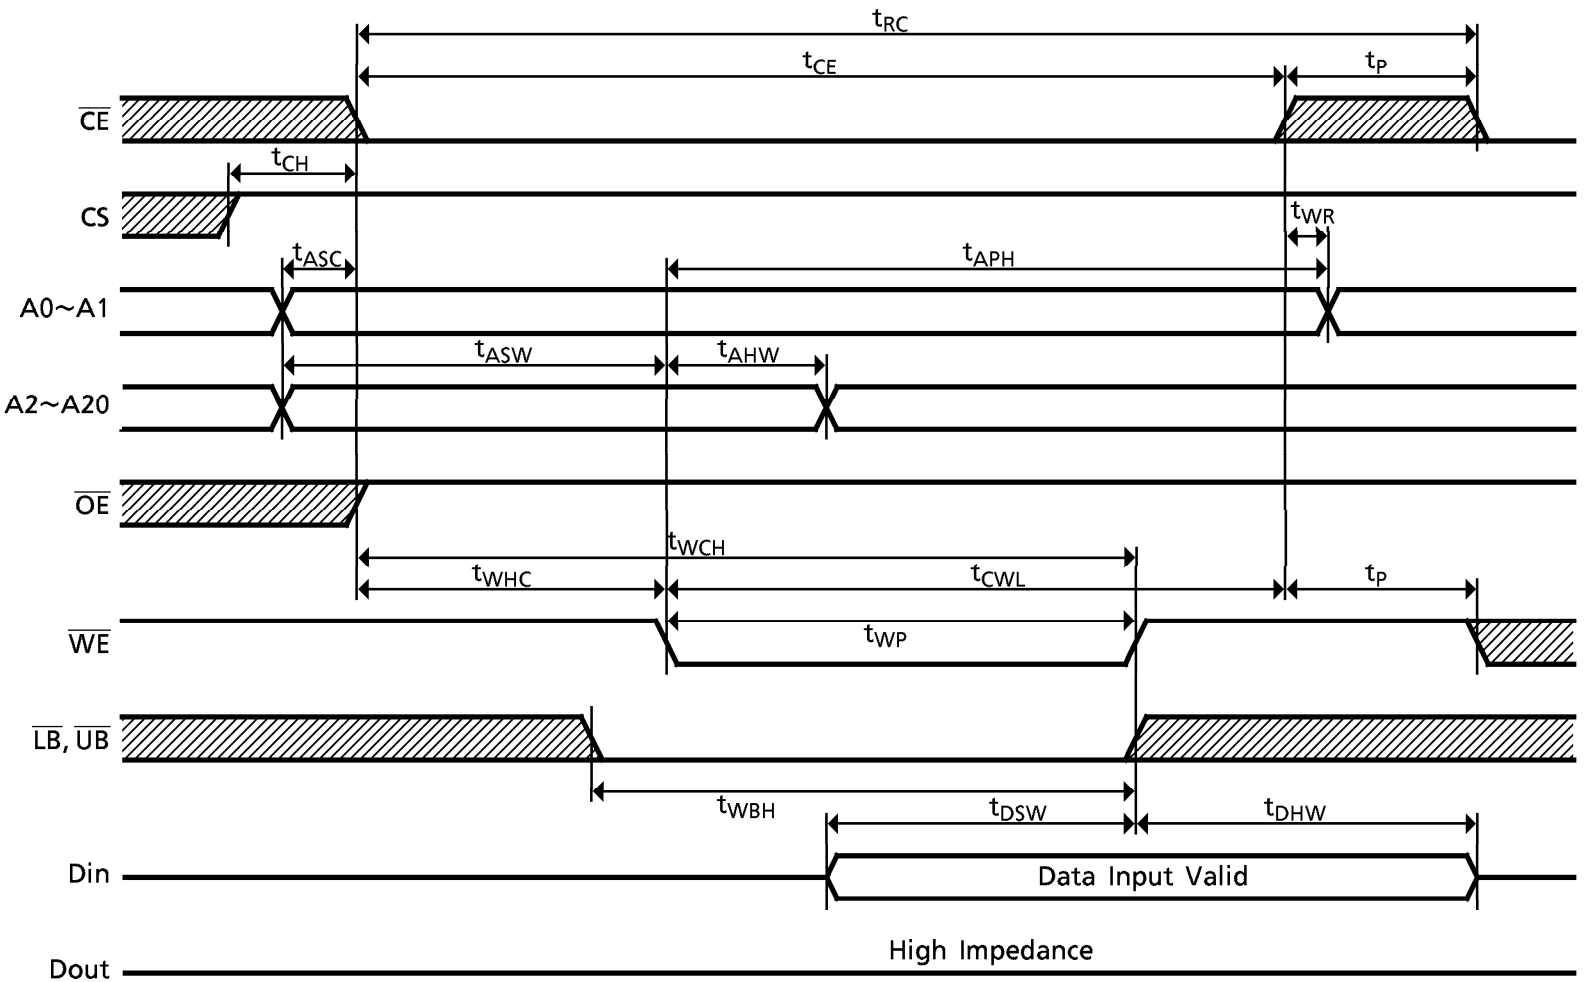 tRC
tCE
tP
CE
tCH
CS
tWR
tASC
tAPH
A0~A1
tASW
tAHW
A2~A20
OE
tWCH
tWHC
tCWL
tP
WE
tWP
LB, UB
tWBH
tDSW
tDHW
Din
Data Input Valid
High Impedance
Dout